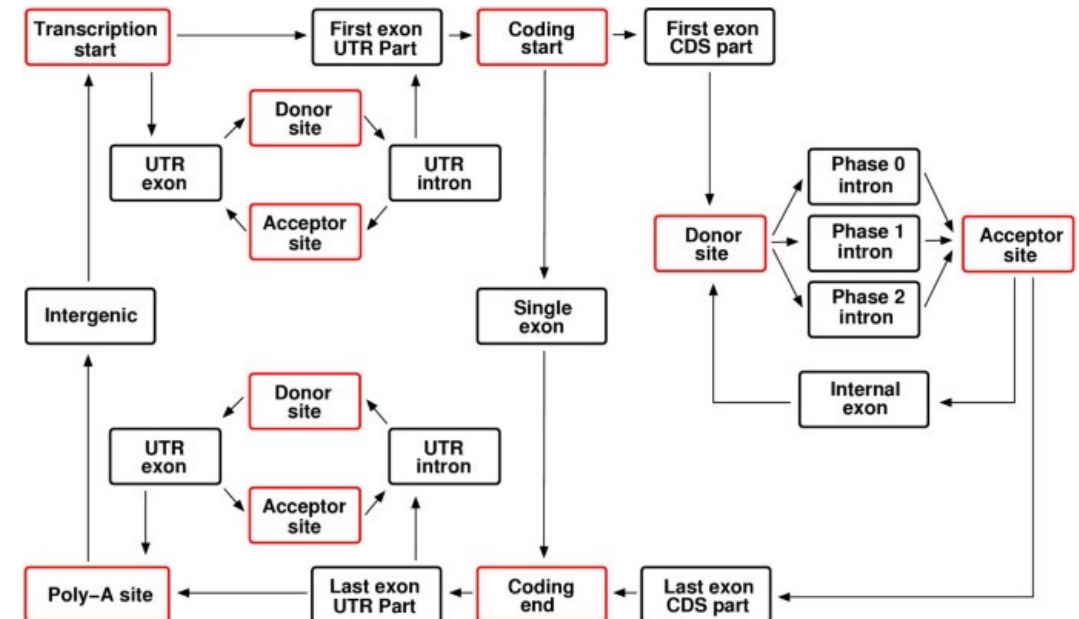 Transcription
start
First exon
UTR Part
Coding
start
First exon
CDS part
Donor
site
UTR
exon
UTR
intron
Acceptor
site
Phase 0
intron
Donor
site
Phase 1
intron
Acceptor
site
Phase 2
intron
Intergenic
Single
exon
Internal
exon
Donor
site
UTR
exon
UTR
intron
Acceptor
site
Poly-A site
Last exon
UTR Part
Coding
end
Last exon
CDS part